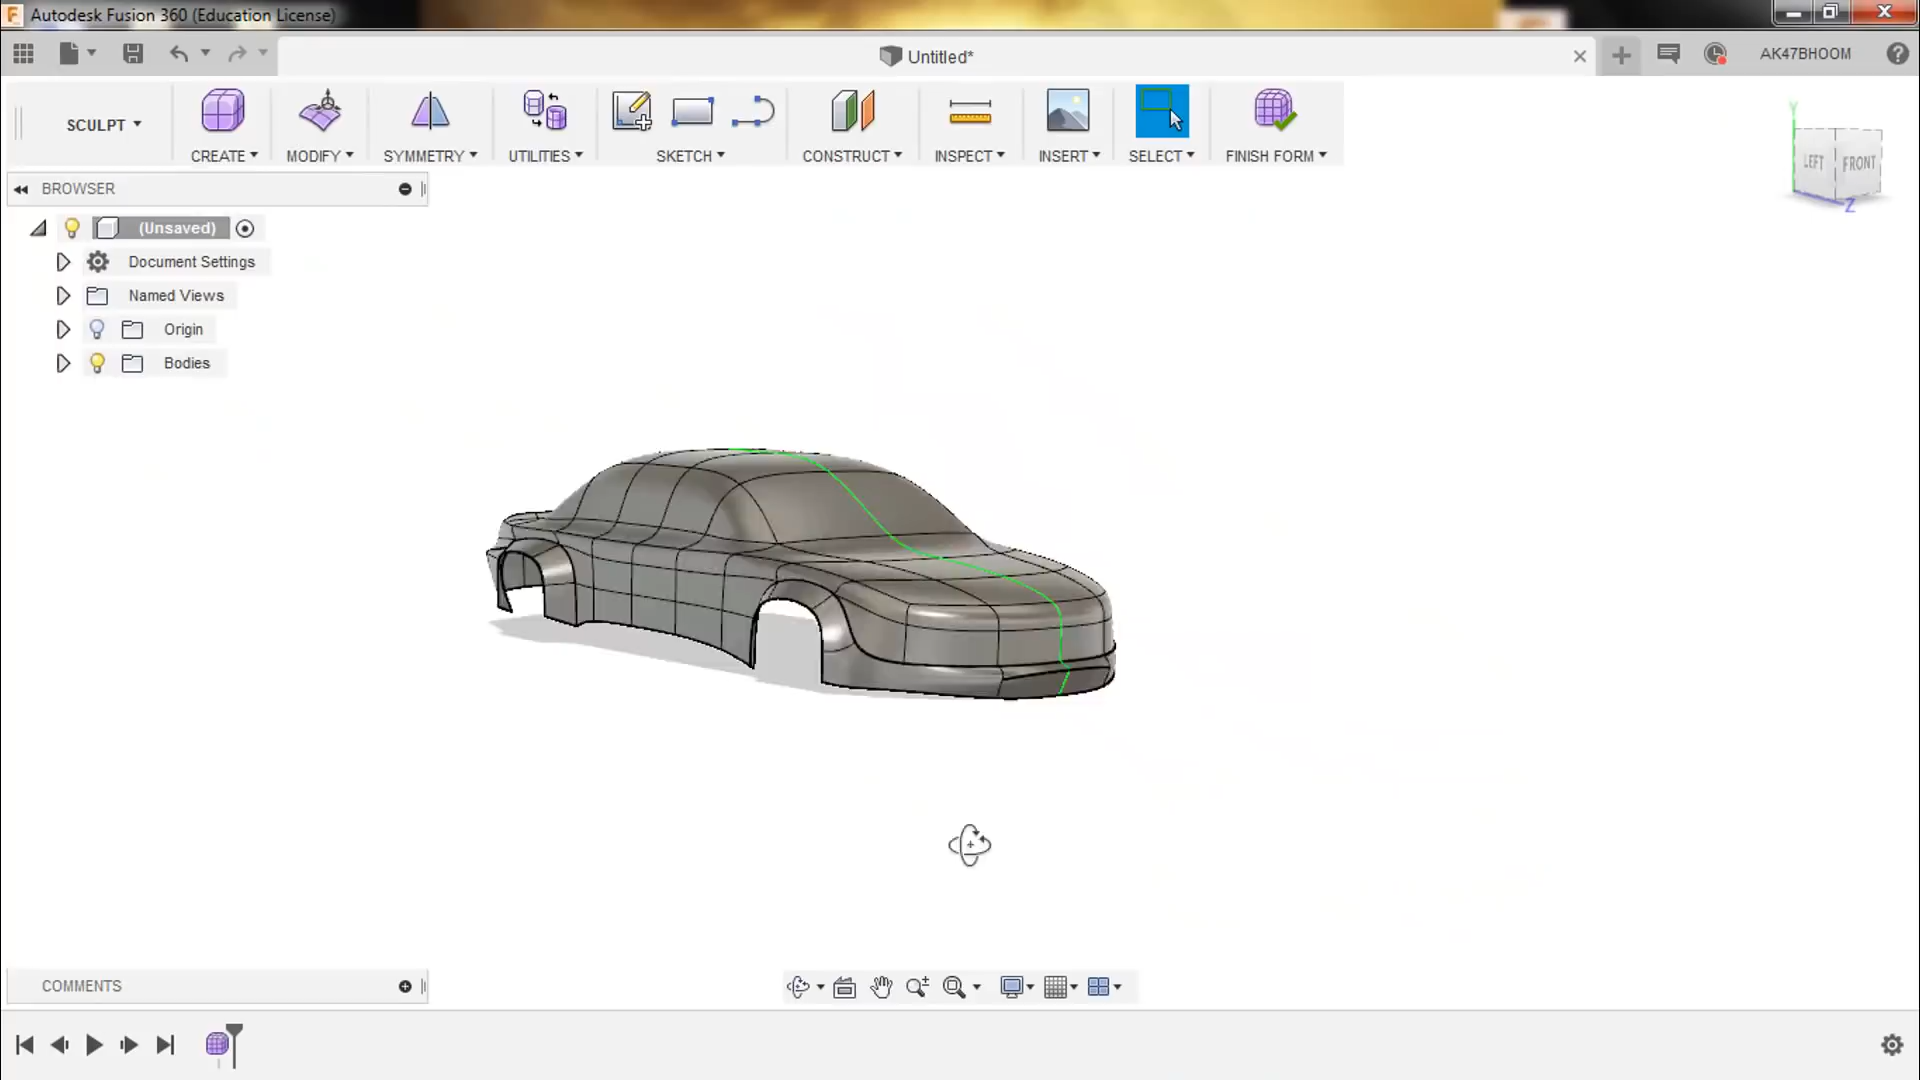 Autodesk Fusion 360 (Education License)
Untitled*
AK47BHOOM
SCULPT
CREATE
MODIFY
SYMMETRY
UTILITIES
SKETCH
CONSTRUCT
INSPECT
INSERT
SELECT
FINISH FORM
Y
LEFT
FRONT
Z
BROWSER
(Unsaved)
Document Settings
Named Views
Origin
Bodies
COMMENTS